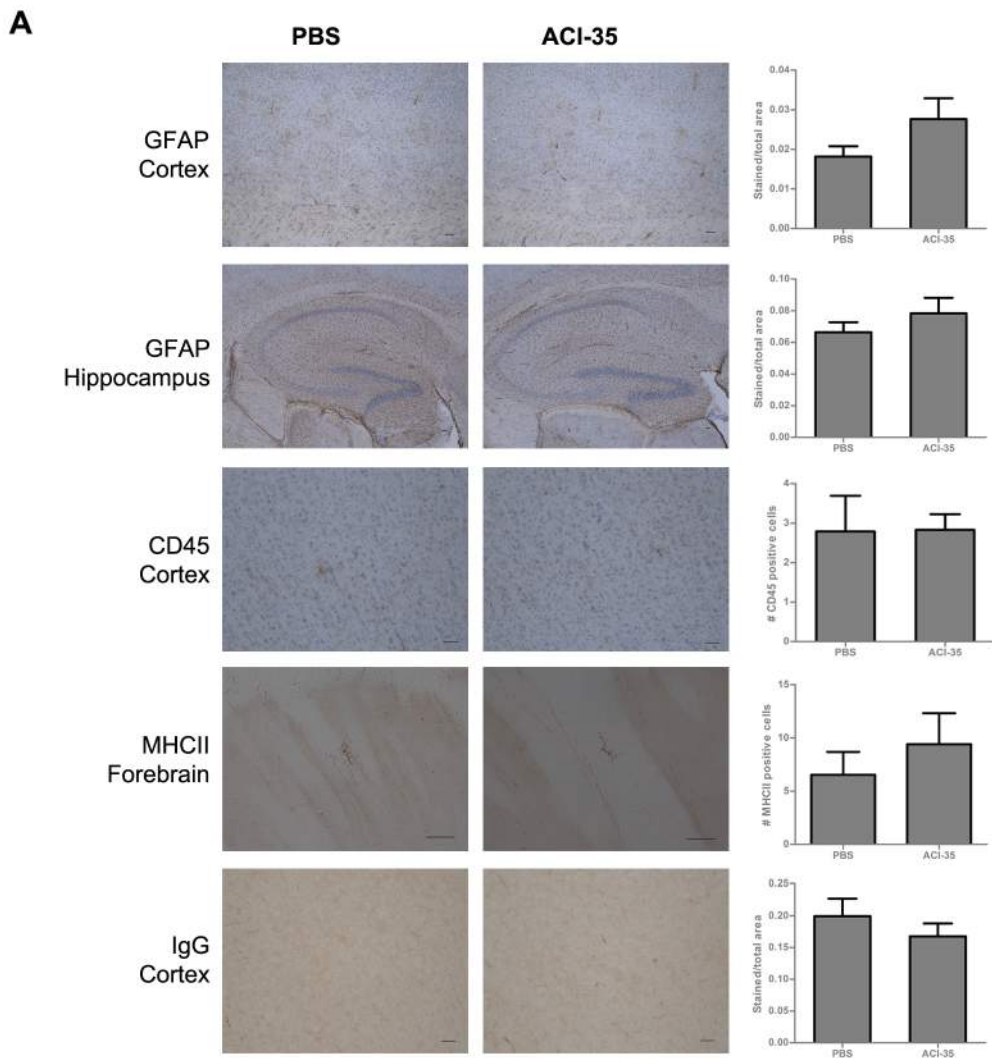 A
PBS
ACI-35
GFAP
Cortex
Stained/total area
0.04
0.03
0.02
0.01
0.00
PBS
ACI-35
GFAP
Hippocampus
Stained/total area
0.10
0.08
0.06
0.04
0.02
0.00
PBS
ACI-35
CD45
Cortex
# CD45 positive cells
4
3
2
1
0
PBS
ACI-35
MHCII
Forebrain
# MHCII positive cells
15
10
5
0
PBS
ACI-35
IgG
Cortex
Stained/total area
0.25
0.20
0.15
0.10
0.05
0.00
PBS
ACI-35